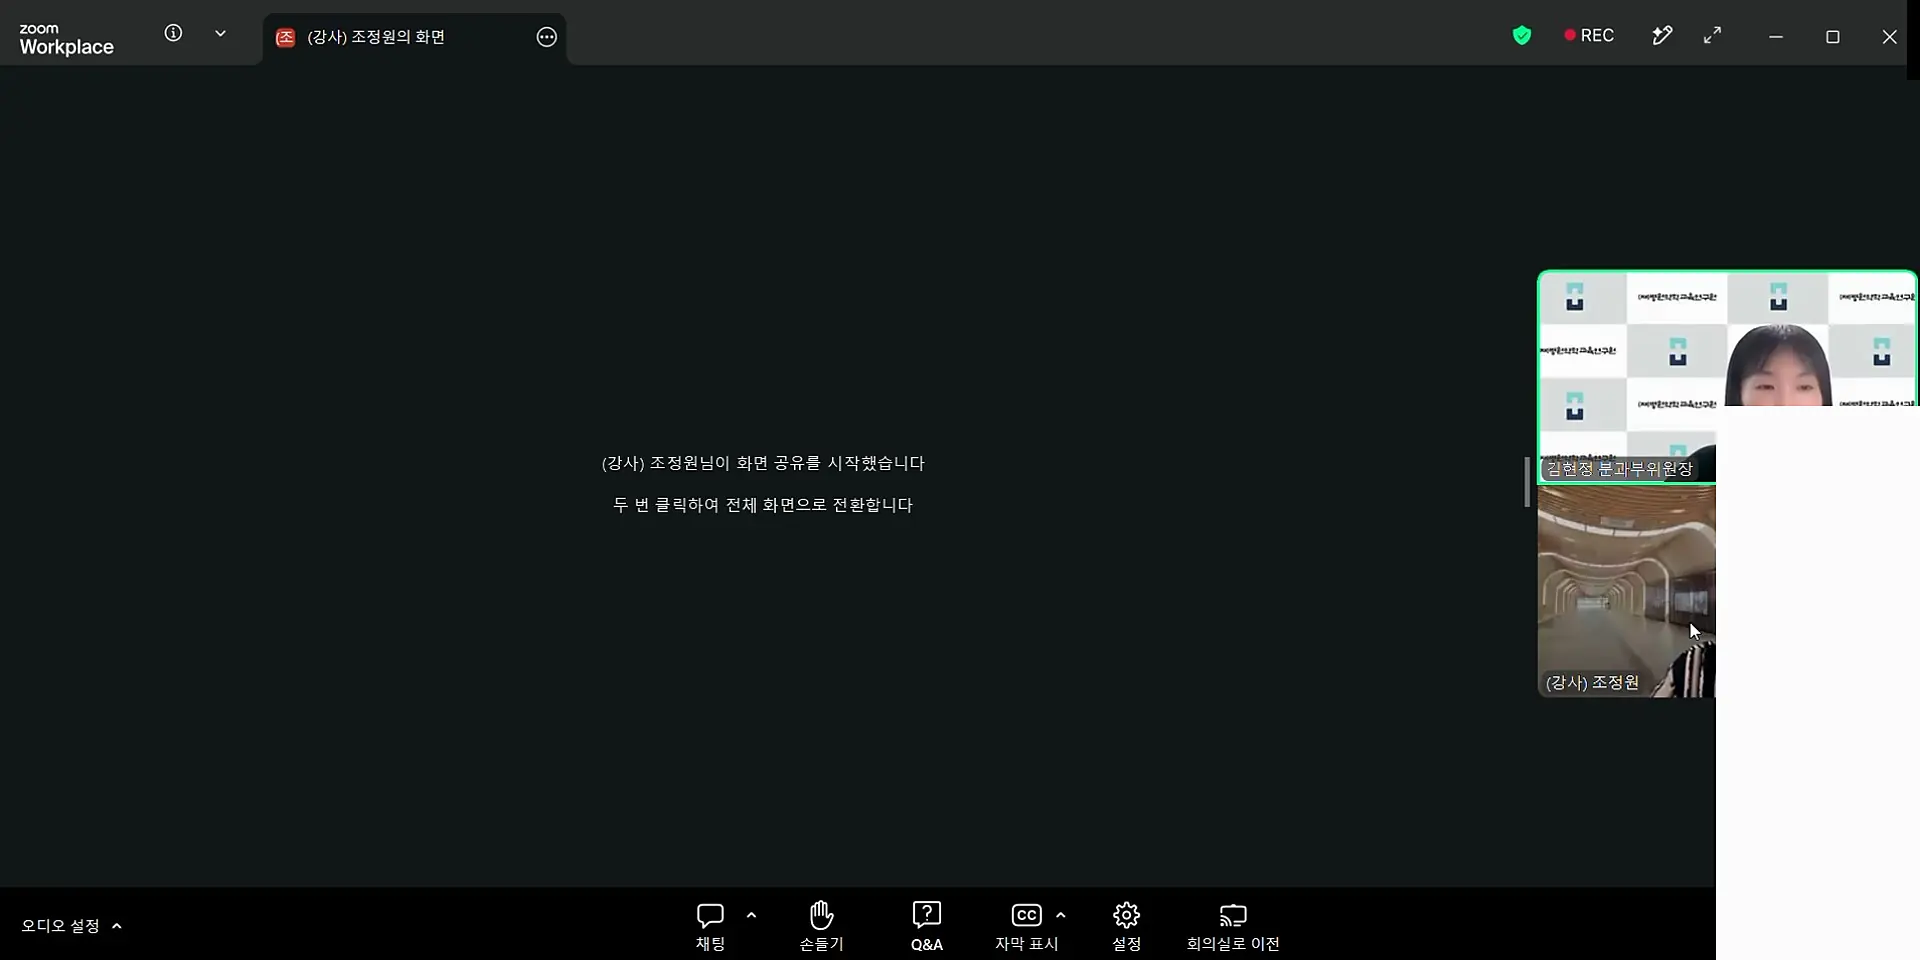 zoom
Workplace
조 (강사) 조정원의 화면
REC
(강사) 조정원님이 화면 공유를 시작했습니다
두 번 클릭하여 전체 화면으로 전환합니다
김현정 분과부위원장
(강사) 조정원
오디오 설정
채팅
손들기
Q&A
CC
자막 표시
설정
회의실로 이전